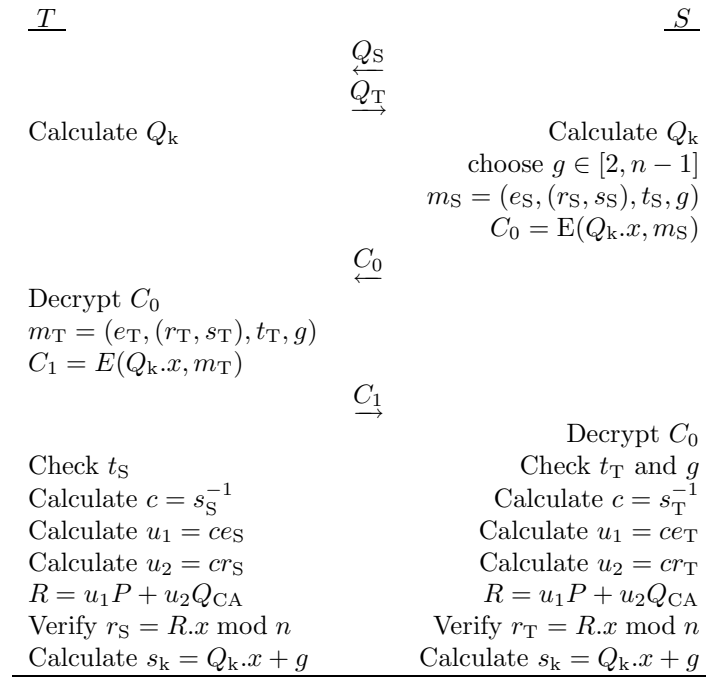 T S
Q_S
←
Q_T
→
Calculate Q_k Calculate Q_k
choose g ∈ [2, n − 1]
m_S = (e_S, (r_S, s_S), t_S, g)
C_0 = E(Q_k.x, m_S)
C_0
←
Decrypt C_0
m_T = (e_T, (r_T, s_T), t_T, g)
C_1 = E(Q_k.x, m_T)
C_1
→
Decrypt C_0
Check t_S Check t_T and g
Calculate c = s_S^{-1} Calculate c = s_T^{-1}
Calculate u_1 = ce_S Calculate u_1 = ce_T
Calculate u_2 = cr_S Calculate u_2 = cr_T
R = u_1P + u_2Q_CA R = u_1P + u_2Q_CA
Verify r_S = R.x mod n Verify r_T = R.x mod n
Calculate s_k = Q_k.x + g Calculate s_k = Q_k.x + g